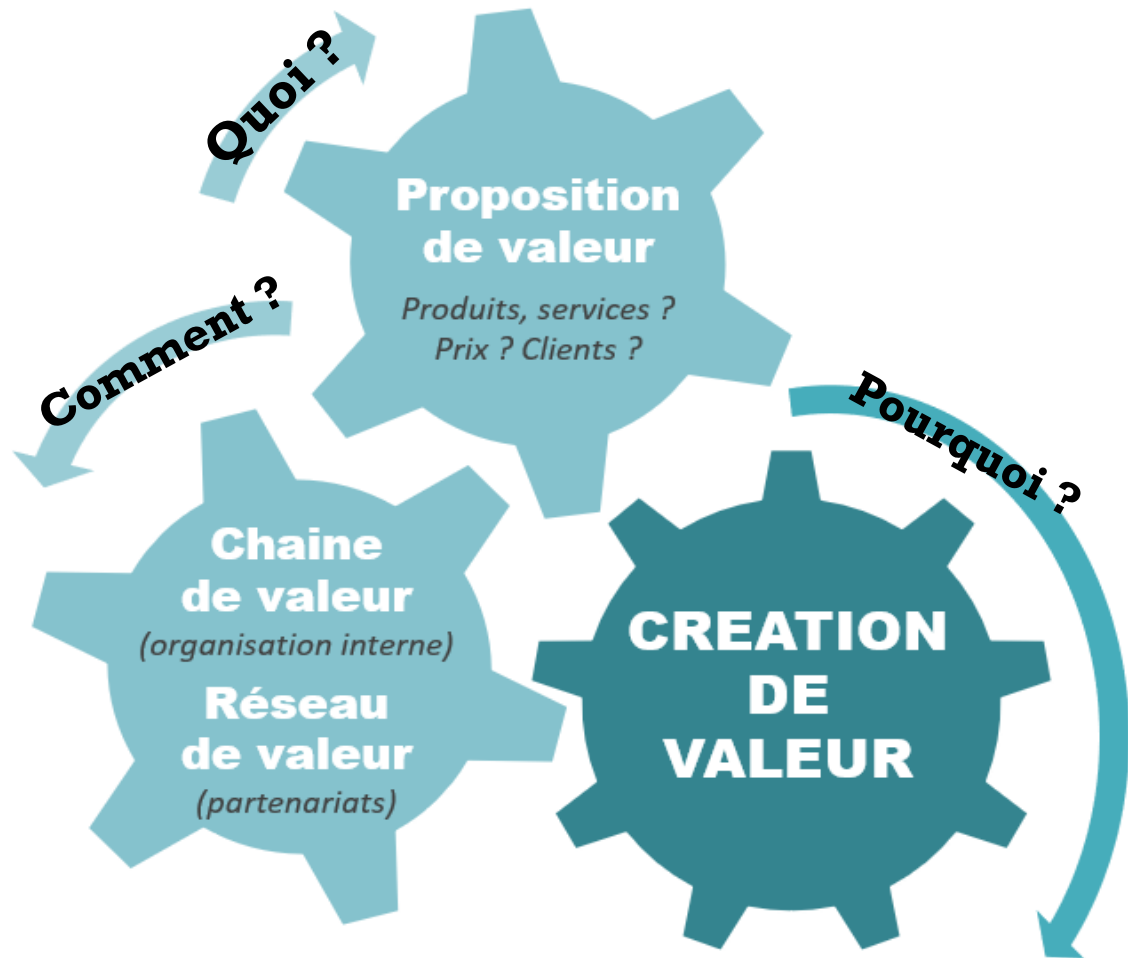 Quoi ?
Proposition
de valeur
Produits, services ?
Prix ? Clients ?
Comment ?
Chaine
de valeur
(organisation interne)
Réseau
de valeur
(partenariats)
Pourquoi ?
CREATION
DE
VALEUR